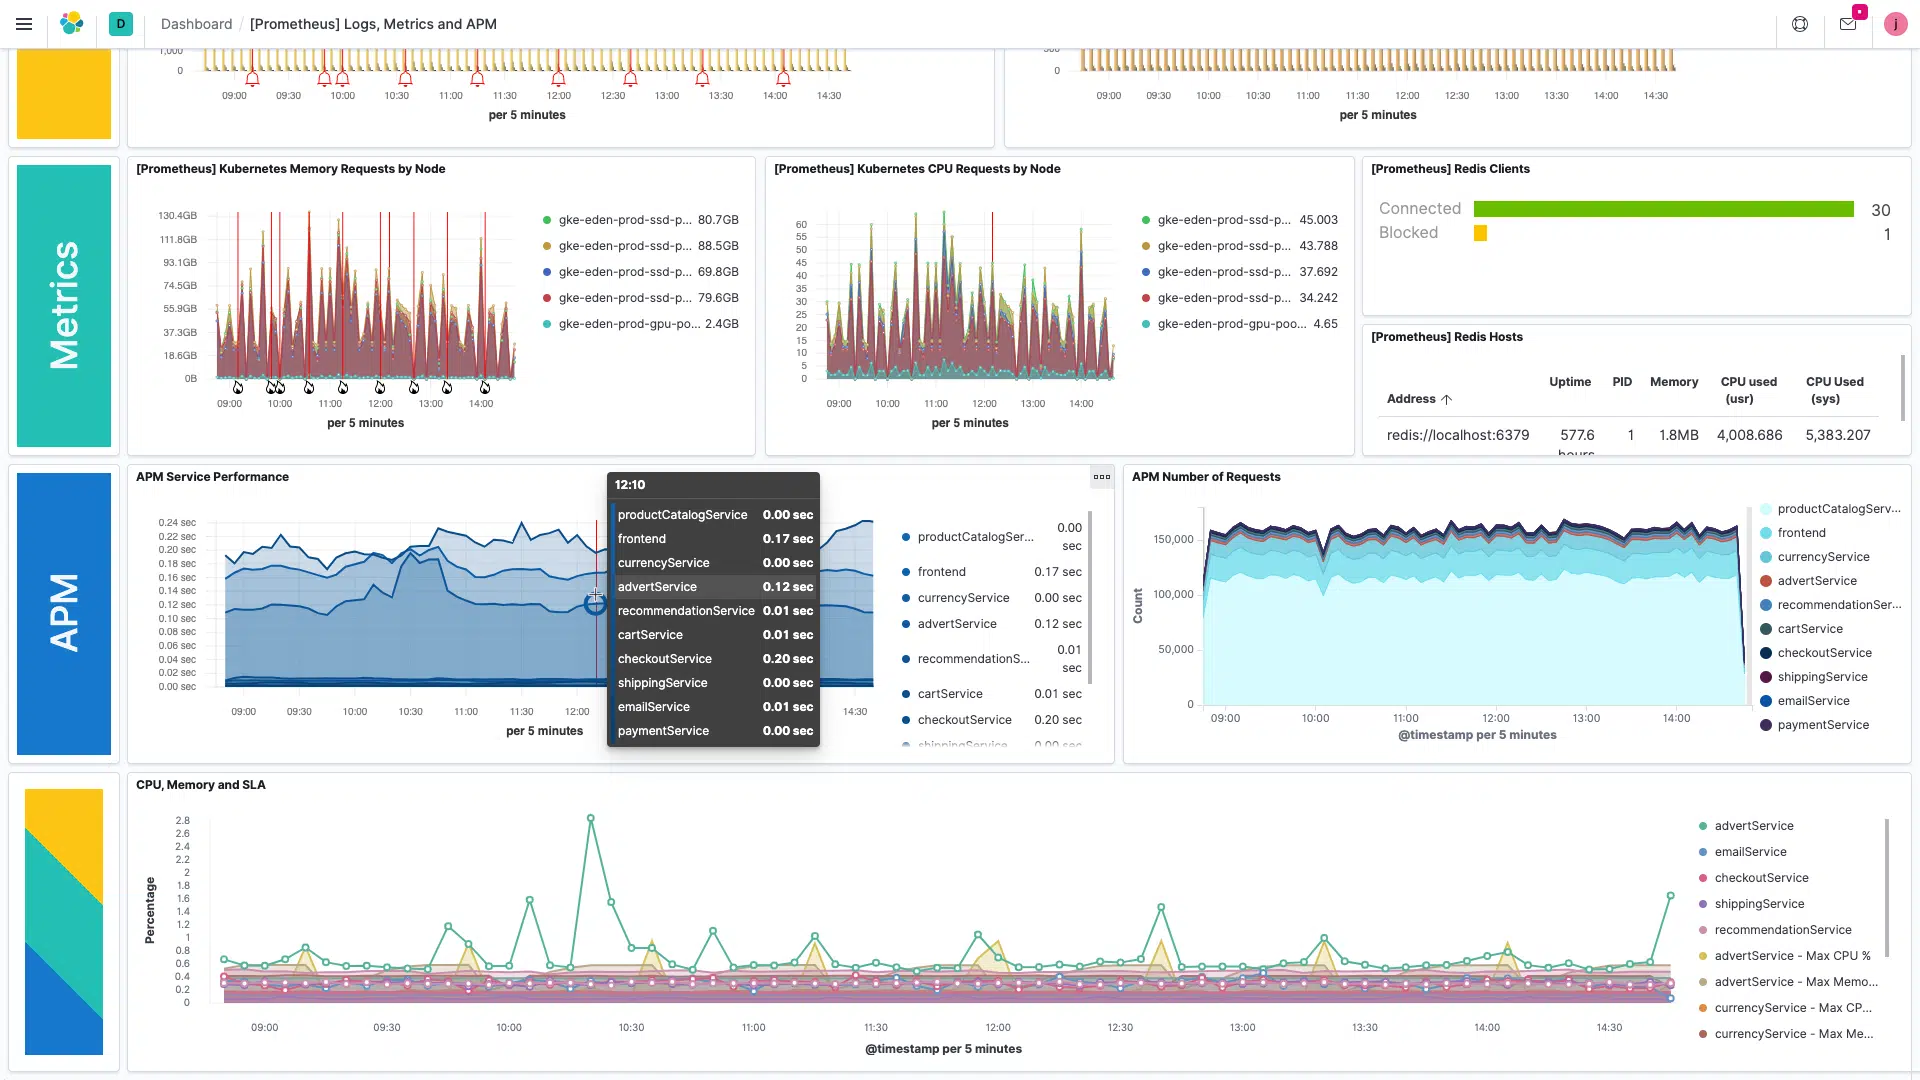 D
Dashboard / [Prometheus] Logs, Metrics and APM
j
1,000
0
09:00 09:30 10:00 10:30 11:00 11:30 12:00 12:30 13:00 13:30 14:00 14:30
per 5 minutes
0
09:00 09:30 10:00 10:30 11:00 11:30 12:00 12:30 13:00 13:30 14:00 14:30
per 5 minutes
Metrics
[Prometheus] Kubernetes Memory Requests by Node
130.4GB
111.8GB
93.1GB
74.5GB
55.9GB
37.3GB
18.6GB
0B
09:00 10:00 11:00 12:00 13:00 14:00
per 5 minutes
gke-eden-prod-ssd-p... 80.7GB
gke-eden-prod-ssd-p... 88.5GB
gke-eden-prod-ssd-p... 69.8GB
gke-eden-prod-ssd-p... 79.6GB
gke-eden-prod-gpu-po... 2.4GB
[Prometheus] Kubernetes CPU Requests by Node
60
55
50
45
40
35
30
25
20
15
10
5
0
09:00 10:00 11:00 12:00 13:00 14:00
per 5 minutes
gke-eden-prod-ssd-p... 45.003
gke-eden-prod-ssd-p... 43.788
gke-eden-prod-ssd-p... 37.692
gke-eden-prod-ssd-p... 34.242
gke-eden-prod-gpu-poo... 4.65
[Prometheus] Redis Clients
Connected 30
Blocked 1
[Prometheus] Redis Hosts
Address Uptime PID Memory CPU used (usr) CPU Used (sys)
redis://localhost:6379 577.6 hours 1 1.8MB 4,008.686 5,383.207
APM
APM Service Performance
0.24 sec
0.22 sec
0.20 sec
0.18 sec
0.16 sec
0.14 sec
0.12 sec
0.10 sec
0.08 sec
0.06 sec
0.04 sec
0.02 sec
0.00 sec
09:00 09:30 10:00 10:30 11:00 11:30 12:00 14:30
per 5 minutes
12:10
productCatalogService 0.00 sec
frontend 0.17 sec
currencyService 0.00 sec
advertService 0.12 sec
recommendationService 0.01 sec
cartService 0.01 sec
checkoutService 0.20 sec
shippingService 0.00 sec
emailService 0.01 sec
paymentService 0.00 sec
productCatalogSer... 0.00 sec
frontend 0.17 sec
currencyService 0.00 sec
advertService 0.12 sec
recommendationS... 0.01 sec
cartService 0.01 sec
checkoutService 0.20 sec
shippingService 0.00 sec
APM Number of Requests
Count
150,000
100,000
50,000
0
09:00 10:00 11:00 12:00 13:00 14:00
@timestamp per 5 minutes
productCatalogServ...
frontend
currencyService
advertService
recommendationSer...
cartService
checkoutService
shippingService
emailService
paymentService
CPU, Memory and SLA
Percentage
2.8
2.6
2.4
2.2
2
1.8
1.6
1.4
1.2
1
0.8
0.6
0.4
0.2
0
09:00 09:30 10:00 10:30 11:00 11:30 12:00 12:30 13:00 13:30 14:00 14:30
@timestamp per 5 minutes
advertService
emailService
checkoutService
shippingService
recommendationService
advertService - Max CPU %
advertService - Max Memo...
currencyService - Max CP...
currencyService - Max Me...